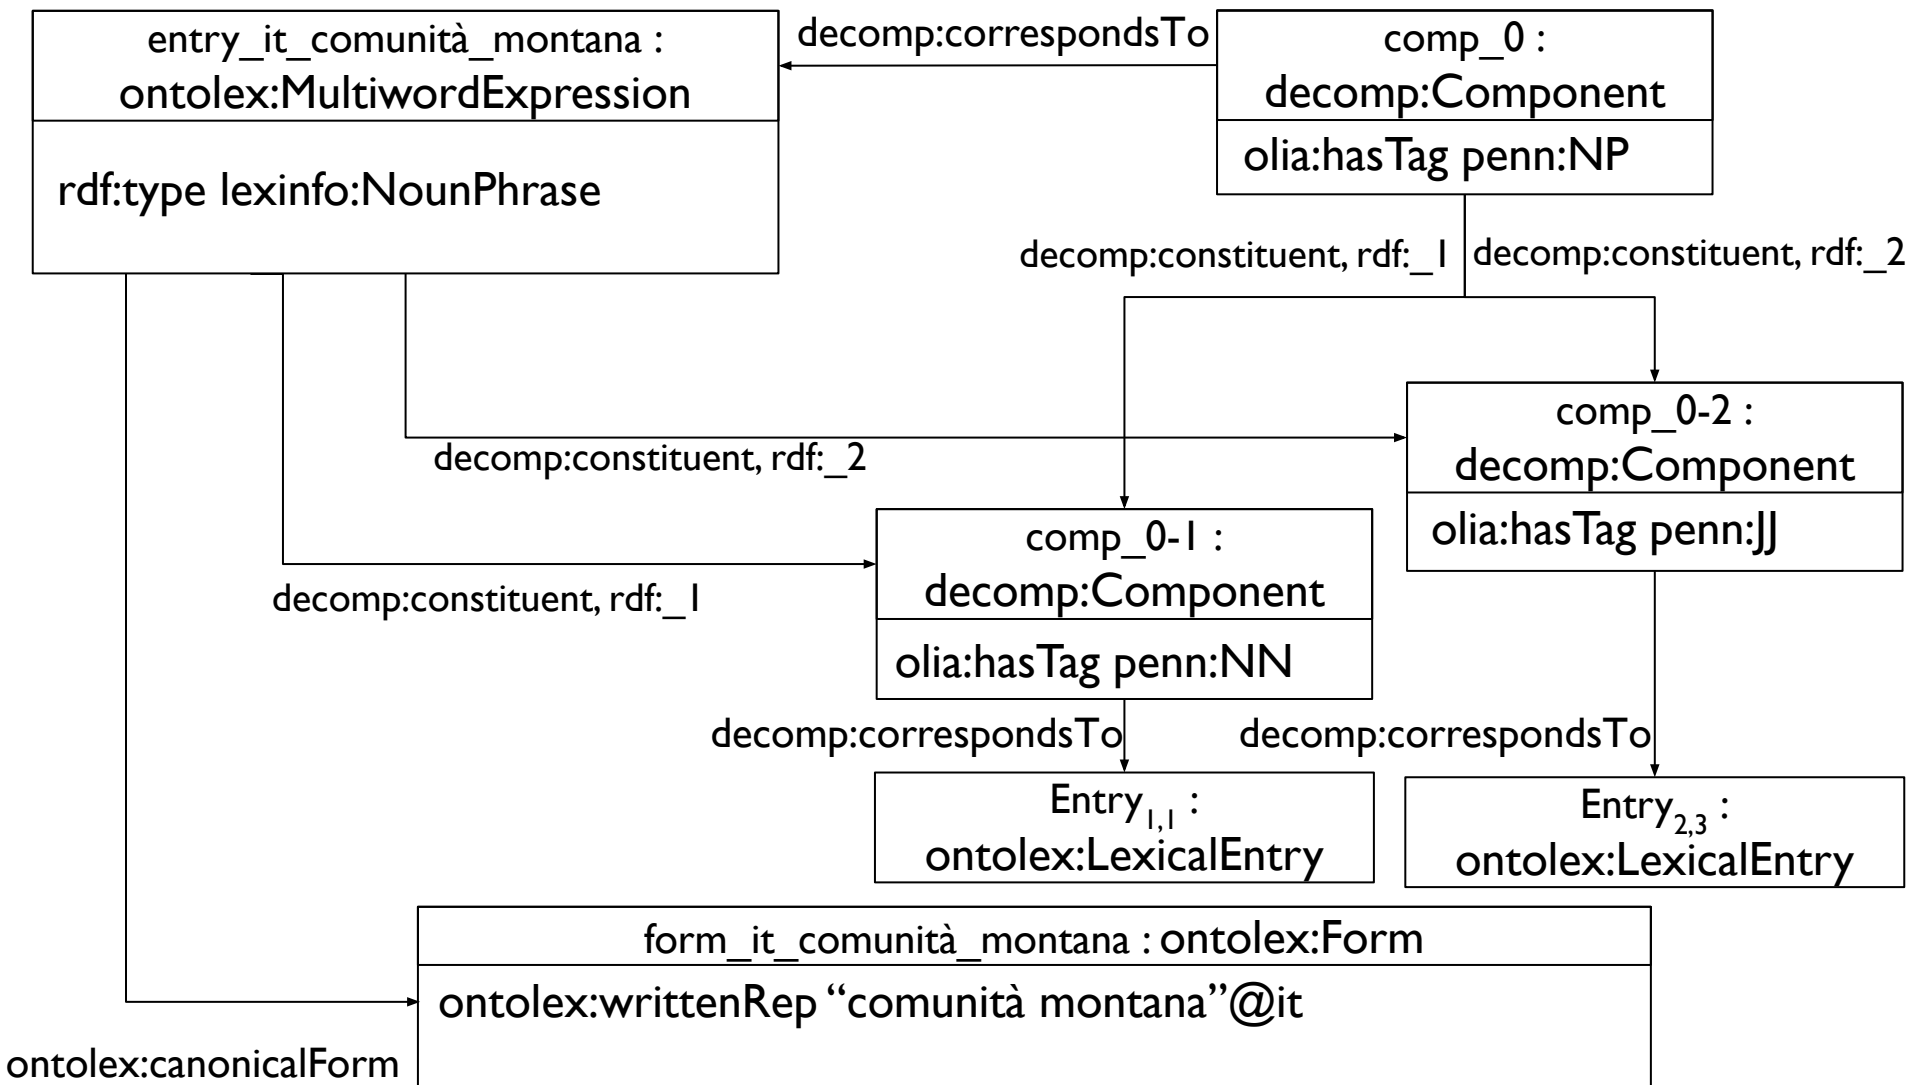 entry_it_comunità_montana :
ontolex:MultiwordExpression
rdf:type lexinfo:NounPhrase
decomp:correspondsTo
comp_0 :
decomp:Component
olia:hasTag penn:NP
decomp:constituent, rdf:_1
decomp:constituent, rdf:_2
decomp:constituent, rdf:_2
comp_0-2 :
decomp:Component
olia:hasTag penn:JJ
decomp:constituent, rdf:_1
comp_0-1 :
decomp:Component
olia:hasTag penn:NN
decomp:correspondsTo
decomp:correspondsTo
Entry1,1 :
ontolex:LexicalEntry
Entry2,3 :
ontolex:LexicalEntry
form_it_comunità_montana : ontolex:Form
ontolex:writtenRep “comunità montana”@it
ontolex:canonicalForm